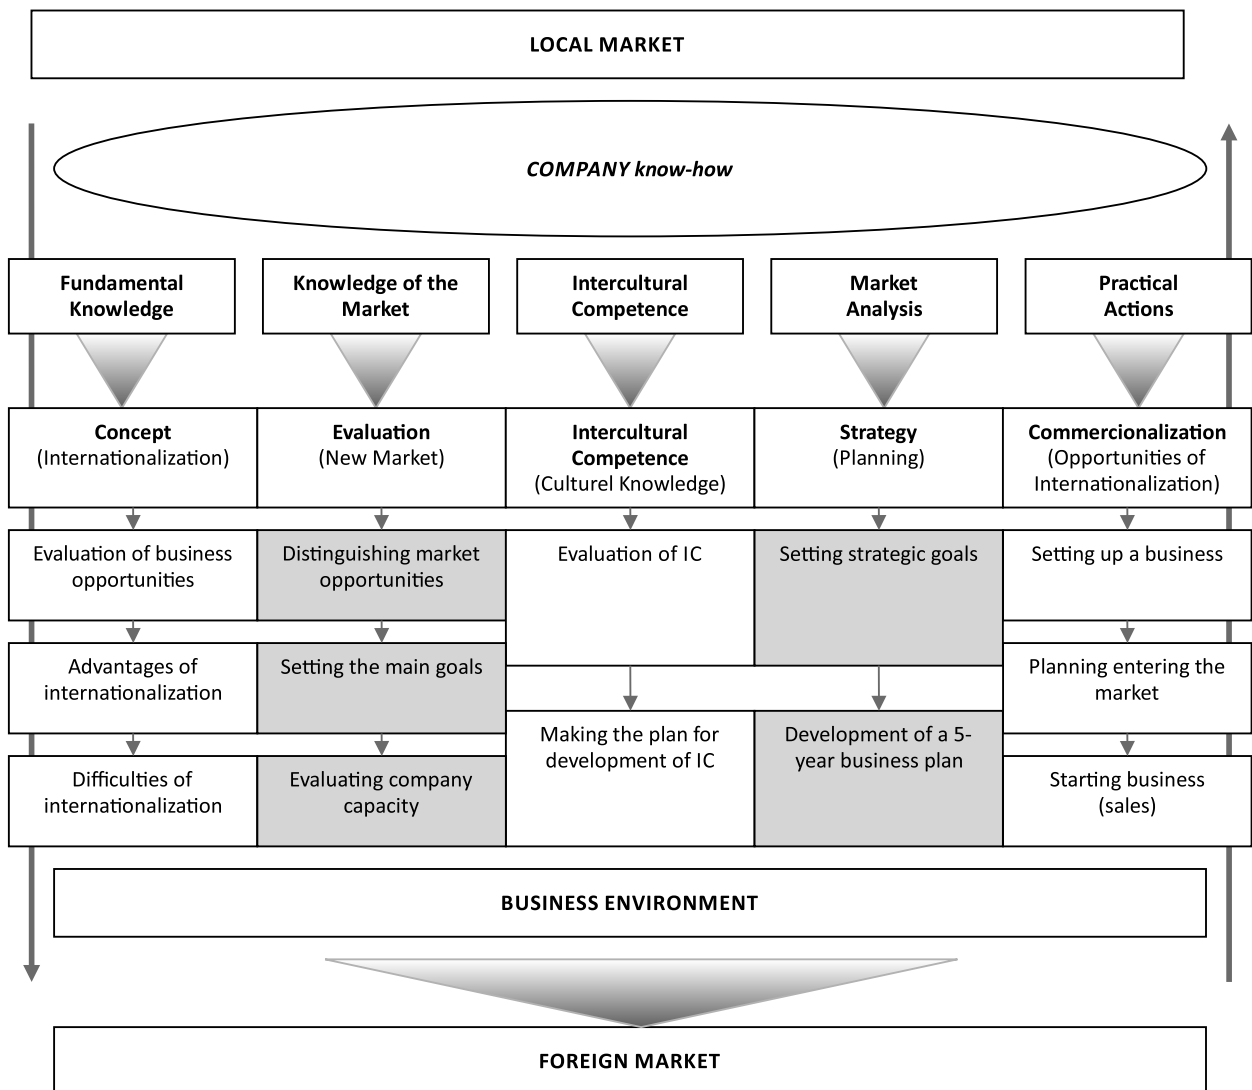 LOCAL MARKET
COMPANY know-how
Fundamental
Knowledge
Knowledge of the
Market
Intercultural
Competence
Market
Analysis
Practical
Actions
Concept
(Internationalization)
Evaluation
(New Market)
Intercultural
Competence
(Culturel Knowledge)
Strategy
(Planning)
Commercionalization
(Opportunities of
Internationalization)
Evaluation of business
opportunities
Distinguishing market
opportunities
Evaluation of IC
Setting strategic goals
Setting up a business
Advantages of
internationalization
Setting the main goals
Planning entering the
market
Making the plan for
development of IC
Development of a 5-
year business plan
Difficulties of
internationalization
Evaluating company
capacity
Starting business
(sales)
BUSINESS ENVIRONMENT
FOREIGN MARKET